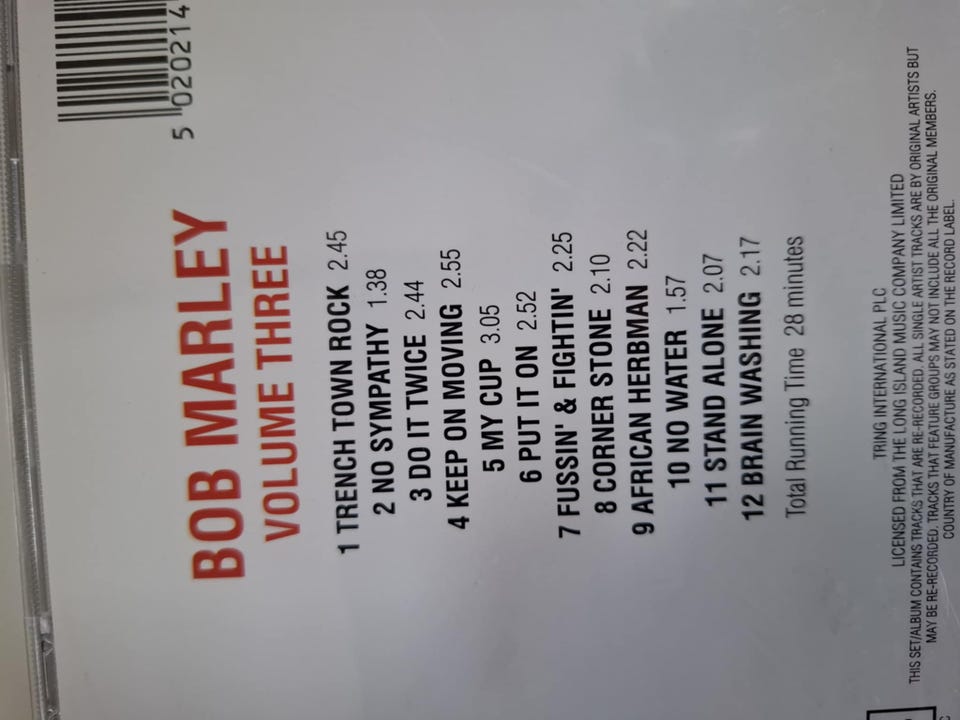 5 020214
BOB MARLEY
VOLUME THREE
1 TRENCH TOWN ROCK 2.45
2 NO SYMPATHY 1.38
3 DO IT TWICE 2.44
4 KEEP ON MOVING 2.55
5 MY CUP 3.05
6 PUT IT ON 2.52
7 FUSSIN' & FIGHTIN' 2.25
8 CORNER STONE 2.10
9 AFRICAN HERBMAN 2.22
10 NO WATER 1.57
11 STAND ALONE 2.07
12 BRAIN WASHING 2.17
Total Running Time 28 minutes
TRING INTERNATIONAL PLC
LICENSED FROM THE LONG ISLAND MUSIC COMPANY LIMITED
THIS SET/ALBUM CONTAINS TRACKS THAT ARE RE-RECORDED. ALL SINGLE ARTIST TRACKS ARE BY ORIGINAL ARTISTS BUT
MAY BE RE-RECORDED. TRACKS THAT FEATURE GROUPS MAY NOT INCLUDE ALL THE ORIGINAL MEMBERS.
COUNTRY OF MANUFACTURE AS STATED ON THE RECORD LABEL.